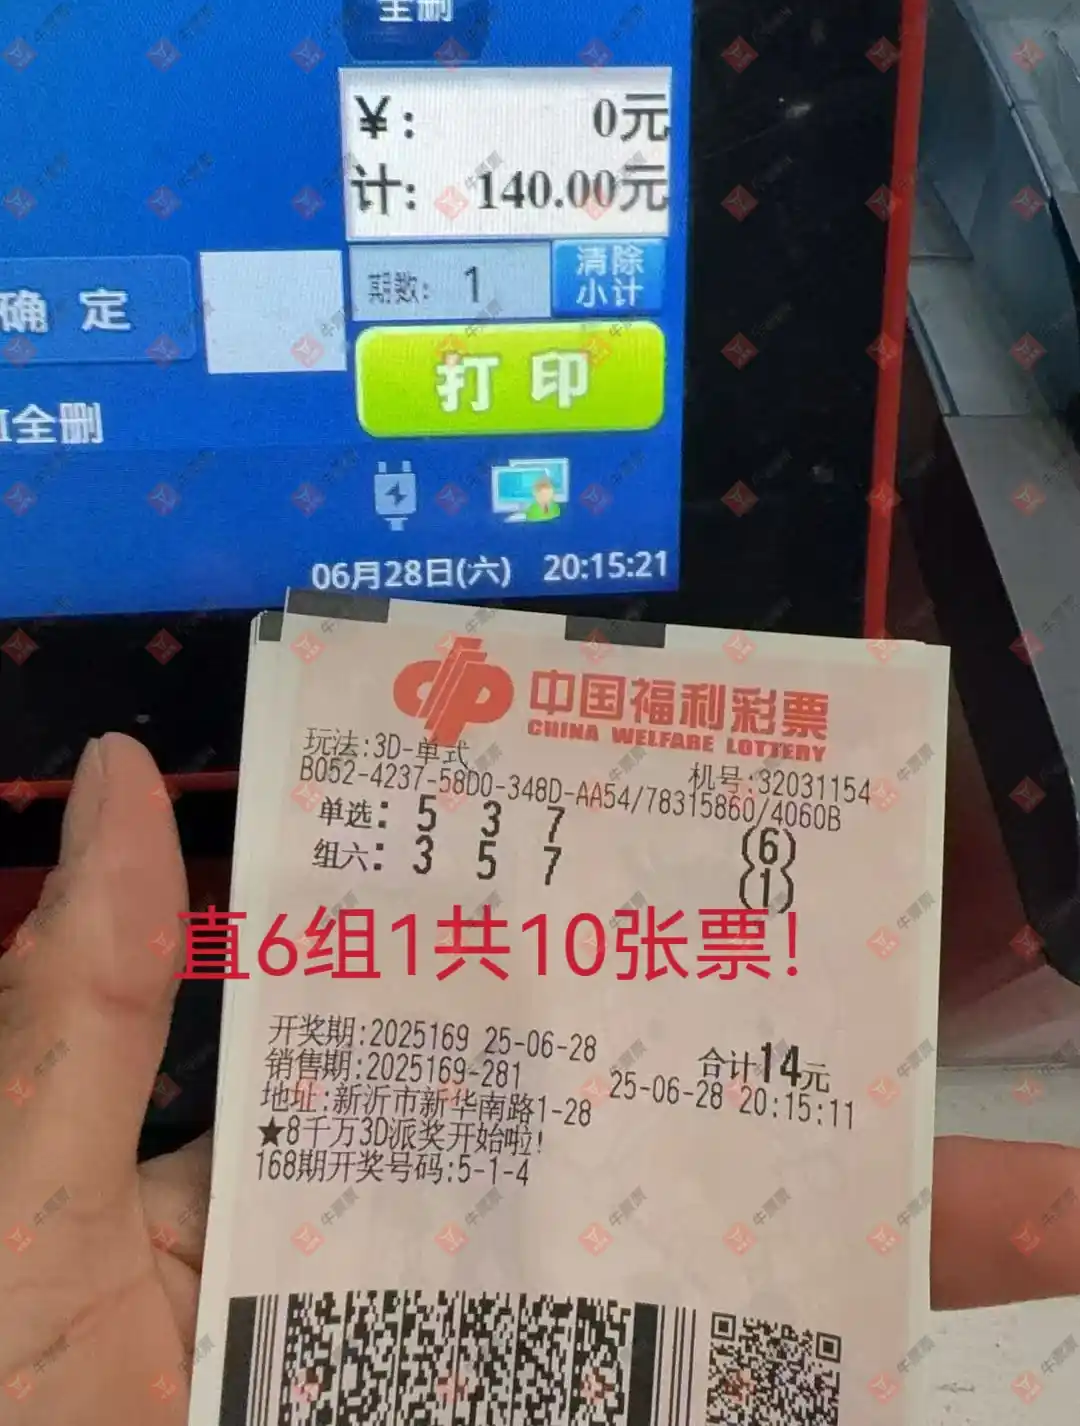 全删
¥: 0元
计: 140.00元
期数: 1
清除
小计
确 定
打 印
全删
06月28日(六) 20:15:21
中国福利彩票
CHINA WELFARE LOTTERY
玩法:3D-单式
机号:32031154
B052-4237-58D0-348D-AA54/78315860/4060B
单选: 5 3 7 (6)
组六: 3 5 7 (1)
直6组1共10张票!
开奖期:2025169 25-06-28
合计14元
销售期:2025169-281
25-06-28 20:15:11
地址:新沂市新华南路1-28
★8千万3D派奖开始啦!
168期开奖号码:5-1-4
牛票票